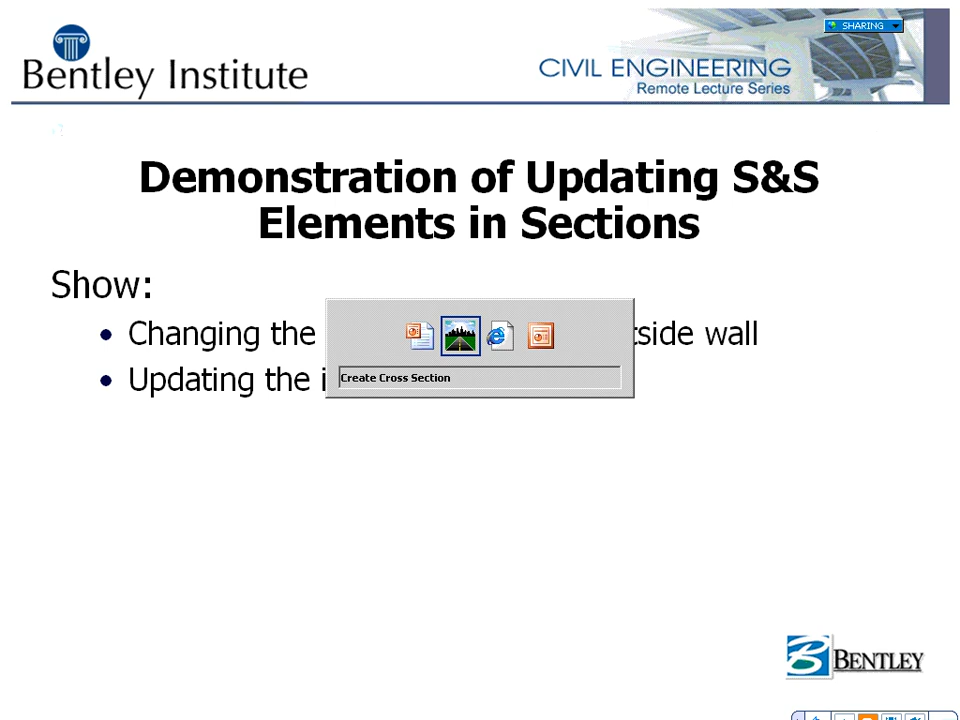 SHARING
Bentley Institute
CIVIL ENGINEERING
Remote Lecture Series
Demonstration of Updating S&S
Elements in Sections
Show:
• Changing the tside wall
• Updating the i
Create Cross Section
BENTLEY